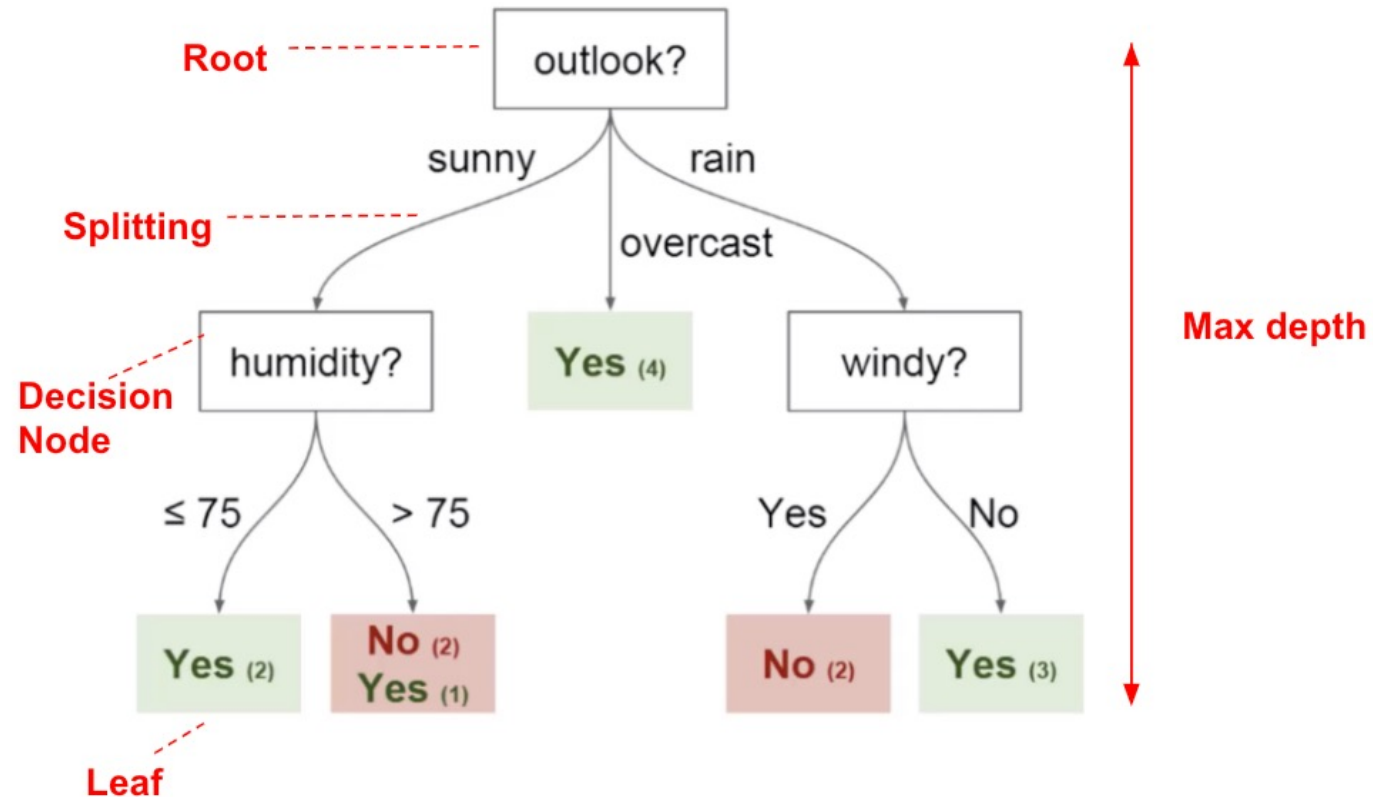 Root
outlook?
sunny
rain
Splitting
overcast
humidity?
Yes (4)
windy?
Max depth
Decision
Node
≤ 75
> 75
Yes
No
Yes (2)
No (2)
Yes (1)
No (2)
Yes (3)
Leaf